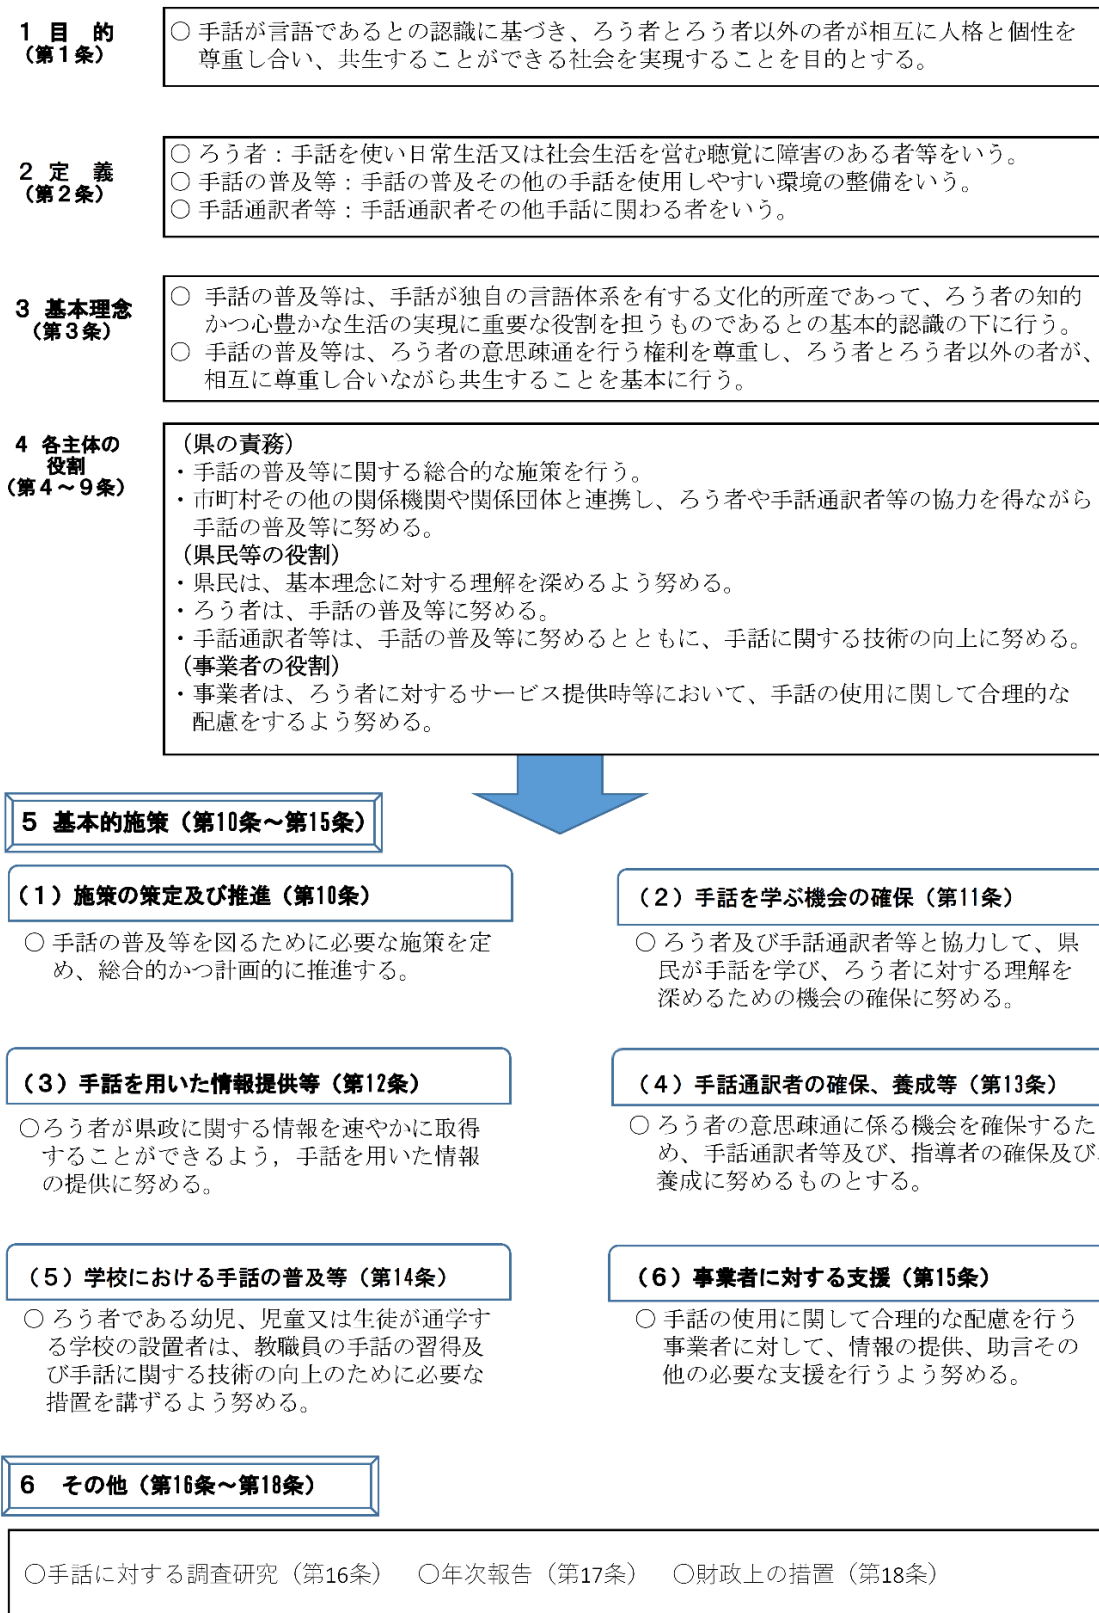 1 目 的
(第1条)
○ 手話が言語であるとの認識に基づき、ろう者とろう者以外の者が相互に人格と個性を
尊重し合い、共生することができる社会を実現することを目的とする。
2 定 義
(第2条)
○ ろう者：手話を使い日常生活又は社会生活を営む聴覚に障害のある者等をいう。
○ 手話の普及等：手話の普及その他の手話を使用しやすい環境の整備をいう。
○ 手話通訳者等：手話通訳者その他手話に関わる者をいう。
3 基本理念
(第3条)
○ 手話の普及等は、手話が独自の言語体系を有する文化的所産であって、ろう者の知的
かつ心豊かな生活の実現に重要な役割を担うものであるとの基本的認識の下に行う。
○ 手話の普及等は、ろう者の意思疎通を行う権利を尊重し、ろう者とろう者以外の者が、
相互に尊重し合いながら共生することを基本に行う。
4 各主体の
役割
(第4～9条)
（県の責務）
・手話の普及等に関する総合的な施策を行う。
・市町村その他の関係機関や関係団体と連携し、ろう者や手話通訳者等の協力を得ながら
手話の普及等に努める。
（県民等の役割）
・県民は、基本理念に対する理解を深めるよう努める。
・ろう者は、手話の普及等に努める。
・手話通訳者等は、手話の普及等に努めるとともに、手話に関する技術の向上に努める。
（事業者の役割）
・事業者は、ろう者に対するサービス提供時等において、手話の使用に関して合理的な
配慮をするよう努める。
5 基本的施策（第10条～第15条）
（1）施策の策定及び推進（第10条）
○ 手話の普及等を図るために必要な施策を定
め、総合的かつ計画的に推進する。
（2）手話を学ぶ機会の確保（第11条）
○ ろう者及び手話通訳者等と協力して、県
民が手話を学び、ろう者に対する理解を
深めるための機会の確保に努める。
（3）手話を用いた情報提供等（第12条）
○ろう者が県政に関する情報を速やかに取得
することができるよう，手話を用いた情報
の提供に努める。
（4）手話通訳者の確保、養成等（第13条）
○ ろう者の意思疎通に係る機会を確保するた
め、手話通訳者等及び、指導者の確保及び、
養成に努めるものとする。
（5）学校における手話の普及等（第14条）
○ ろう者である幼児、児童又は生徒が通学す
る学校の設置者は、教職員の手話の習得及
び手話に関する技術の向上のために必要な
措置を講ずるよう努める。
（6）事業者に対する支援（第15条）
○ 手話の使用に関して合理的な配慮を行う
事業者に対して、情報の提供、助言その
他の必要な支援を行うよう努める。
6 その他（第16条～第18条）
○手話に対する調査研究（第16条） ○年次報告（第17条） ○財政上の措置（第18条）